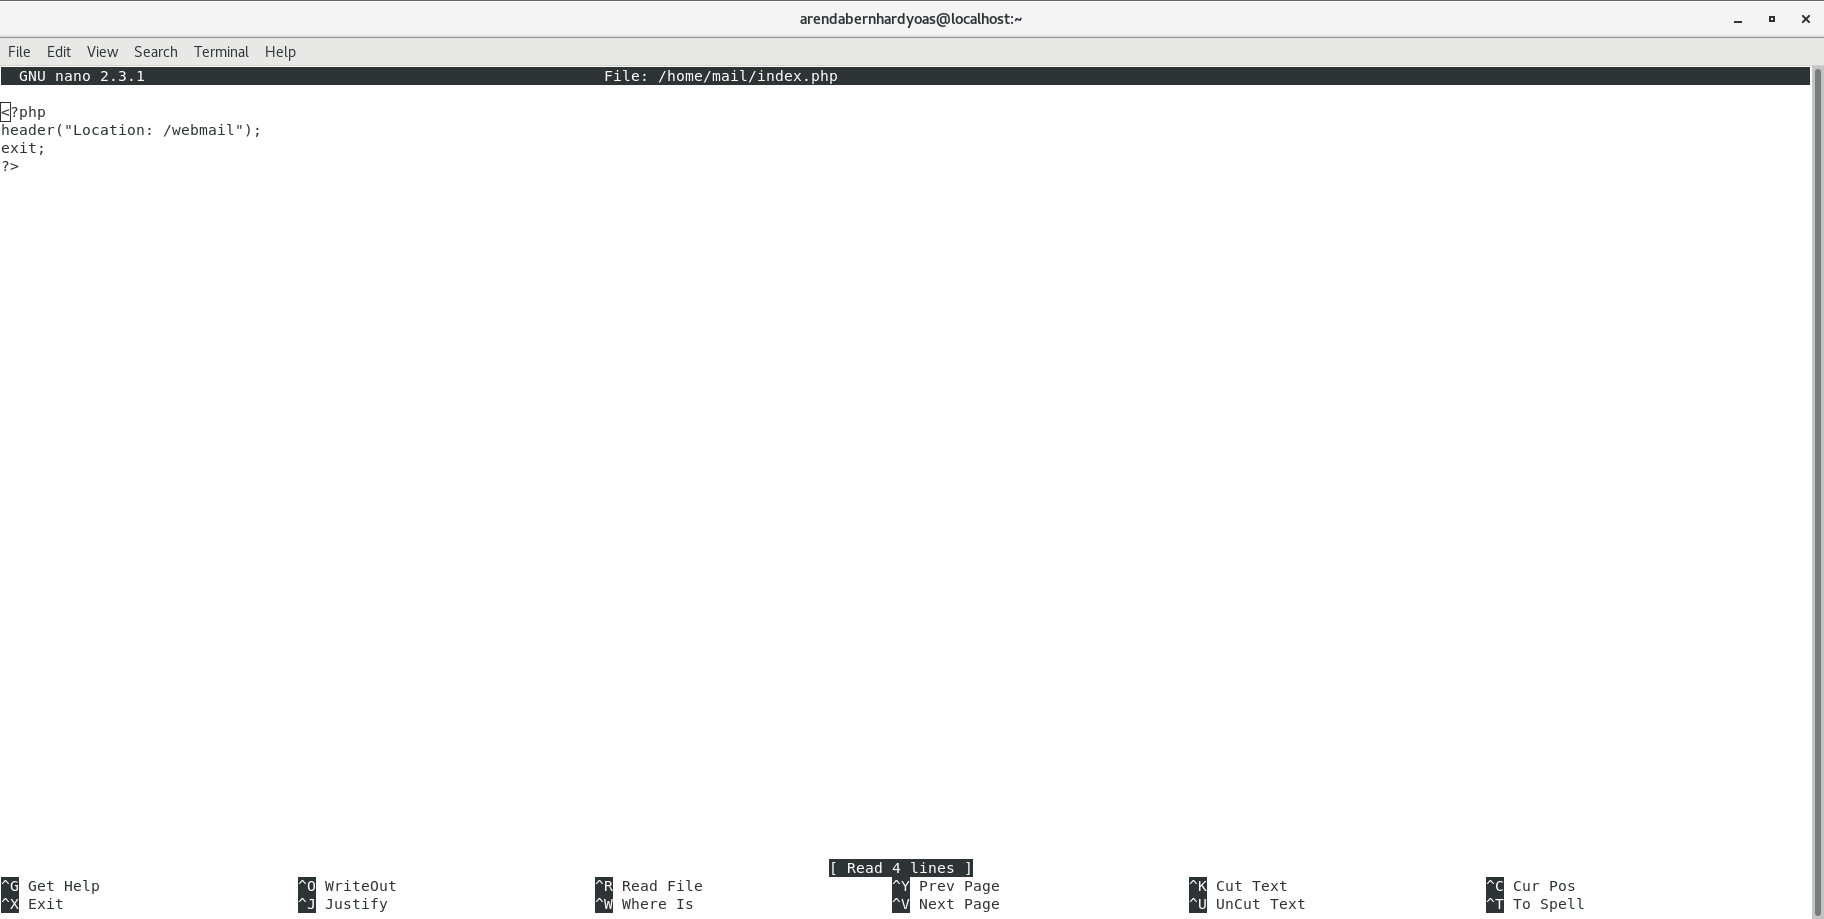 arendabernhardyoas@localhost:~
File Edit View Search Terminal Help
GNU nano 2.3.1 File: /home/mail/index.php
<?php
header("Location: /webmail");
exit;
?>
[ Read 4 lines ]
^G Get Help ^O WriteOut ^R Read File ^Y Prev Page ^K Cut Text ^C Cur Pos
^X Exit ^J Justify ^W Where Is ^V Next Page ^U UnCut Text ^T To Spell